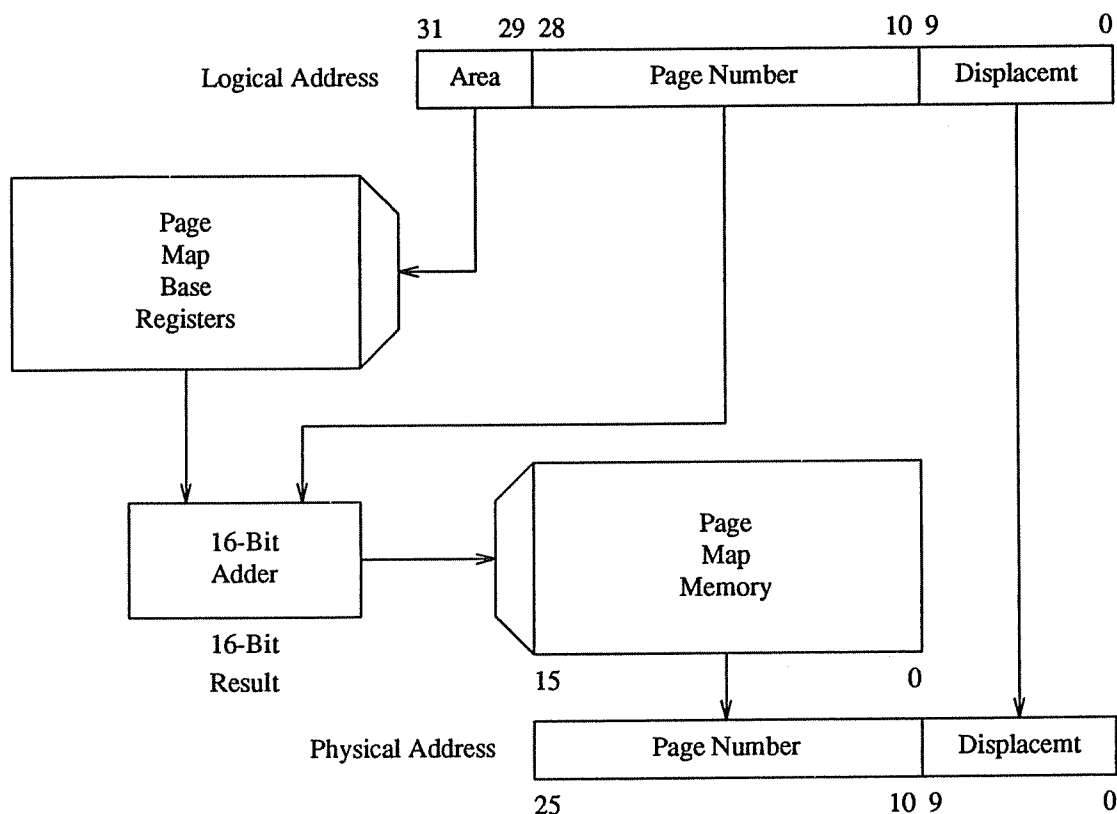 31 29 28 10 9 0
Logical Address Area Page Number Displacemt
Page
Map
Base
Registers
16-Bit
Adder
Page
Map
Memory
16-Bit
Result
15 0
Physical Address Page Number Displacemt
25 10 9 0